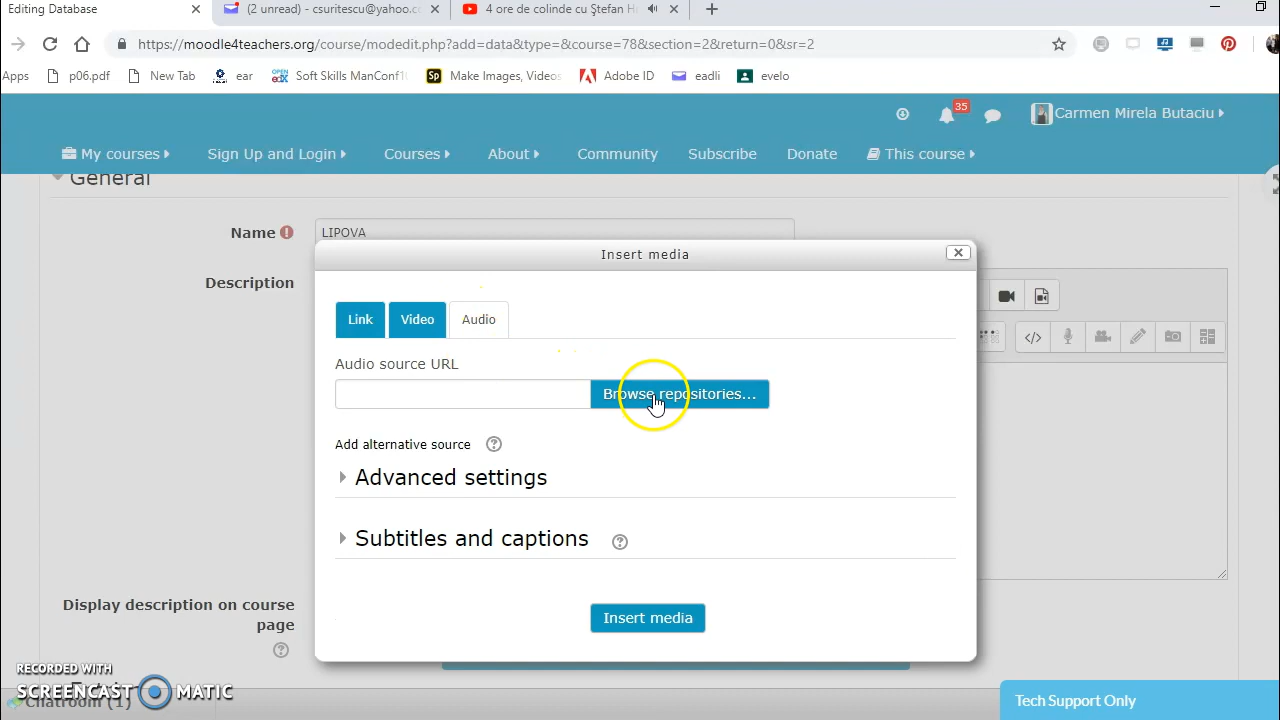 Editing Database
(2 unread) - csuritescu@yahoo.co
4 ore de colinde cu Ştefan H
https://moodle4teachers.org/course/modedit.php?add=data&type=&course=78&section=2&return=0&sr=2
Apps p06.pdf New Tab ear Soft Skills ManConf1 Make Images, Videos Adobe ID eadli evelo
35
Carmen Mirela Butaciu
My courses Sign Up and Login Courses About Community Subscribe Donate This course
General
Name LIPOVA
Insert media
Description
Link Video Audio
Audio source URL
Browse repositories...
Add alternative source
Advanced settings
Subtitles and captions
Display description on course
page
Insert media
RECORDED WITH
SCREENCAST MATIC
Chatroom (1)
Tech Support Only